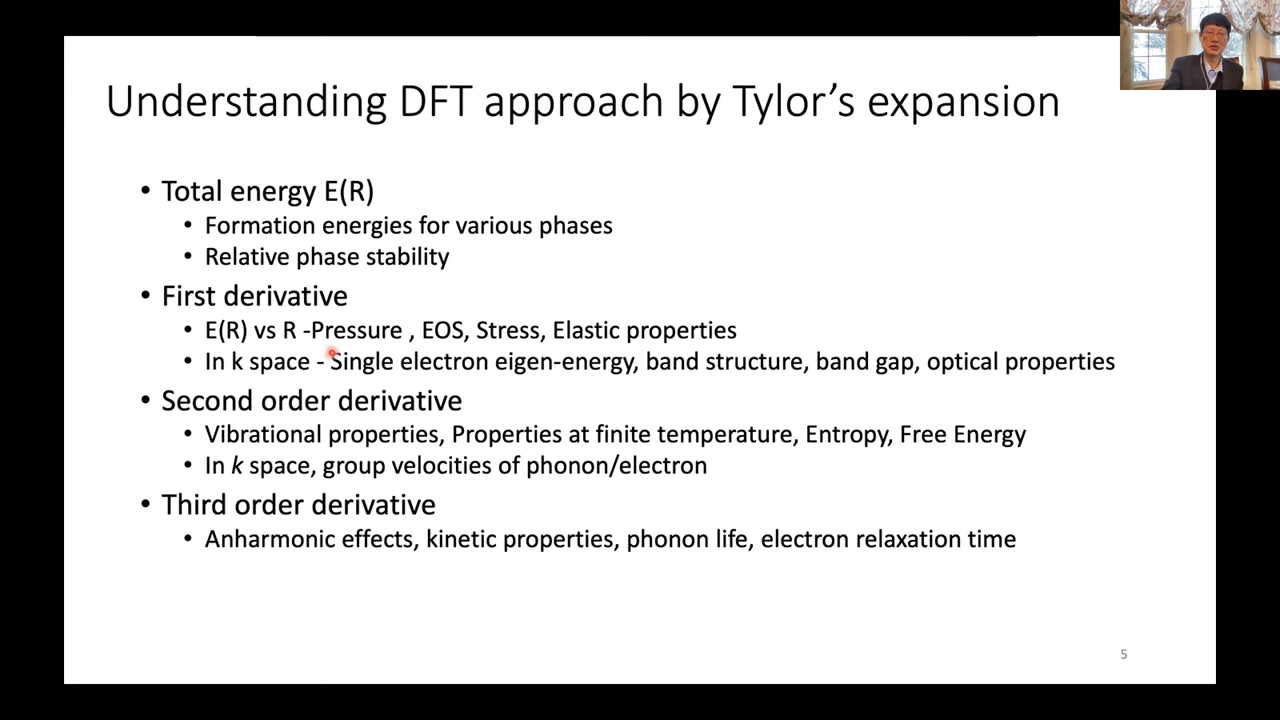 Understanding DFT approach by Tylor’s expansion
• Total energy E(R)
• Formation energies for various phases
• Relative phase stability
• First derivative
• E(R) vs R -Pressure , EOS, Stress, Elastic properties
• In k space - Single electron eigen-energy, band structure, band gap, optical properties
• Second order derivative
• Vibrational properties, Properties at finite temperature, Entropy, Free Energy
• In k space, group velocities of phonon/electron
• Third order derivative
• Anharmonic effects, kinetic properties, phonon life, electron relaxation time
5